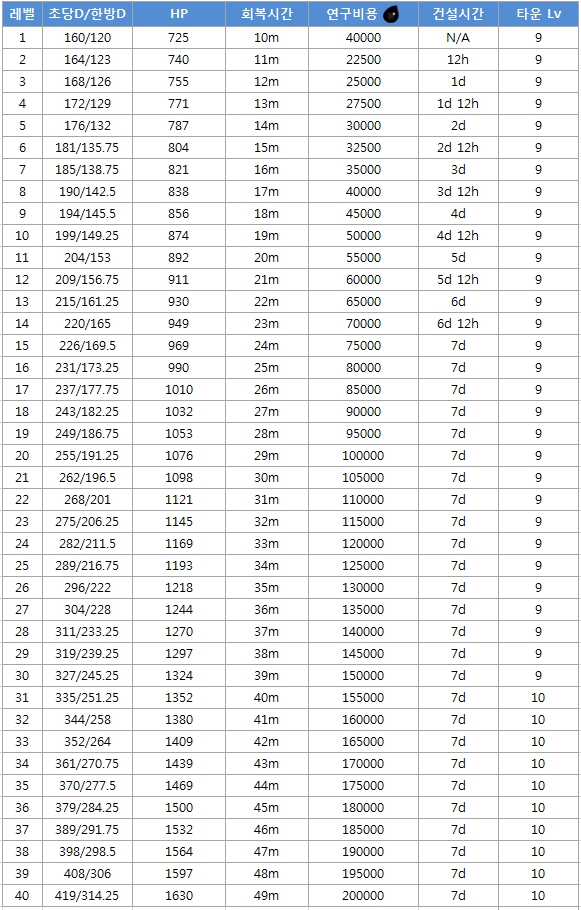 레벨 초당D/한방D HP 회복시간 연구비용 건설시간 타운 Lv
1 160/120 725 10m 40000 N/A 9
2 164/123 740 11m 22500 12h 9
3 168/126 755 12m 25000 1d 9
4 172/129 771 13m 27500 1d 12h 9
5 176/132 787 14m 30000 2d 9
6 181/135.75 804 15m 32500 2d 12h 9
7 185/138.75 821 16m 35000 3d 9
8 190/142.5 838 17m 40000 3d 12h 9
9 194/145.5 856 18m 45000 4d 9
10 199/149.25 874 19m 50000 4d 12h 9
11 204/153 892 20m 55000 5d 9
12 209/156.75 911 21m 60000 5d 12h 9
13 215/161.25 930 22m 65000 6d 9
14 220/165 949 23m 70000 6d 12h 9
15 226/169.5 969 24m 75000 7d 9
16 231/173.25 990 25m 80000 7d 9
17 237/177.75 1010 26m 85000 7d 9
18 243/182.25 1032 27m 90000 7d 9
19 249/186.75 1053 28m 95000 7d 9
20 255/191.25 1076 29m 100000 7d 9
21 262/196.5 1098 30m 105000 7d 9
22 268/201 1121 31m 110000 7d 9
23 275/206.25 1145 32m 115000 7d 9
24 282/211.5 1169 33m 120000 7d 9
25 289/216.75 1193 34m 125000 7d 9
26 296/222 1218 35m 130000 7d 9
27 304/228 1244 36m 135000 7d 9
28 311/233.25 1270 37m 140000 7d 9
29 319/239.25 1297 38m 145000 7d 9
30 327/245.25 1324 39m 150000 7d 9
31 335/251.25 1352 40m 155000 7d 10
32 344/258 1380 41m 160000 7d 10
33 352/264 1409 42m 165000 7d 10
34 361/270.75 1439 43m 170000 7d 10
35 370/277.5 1469 44m 175000 7d 10
36 379/284.25 1500 45m 180000 7d 10
37 389/291.75 1532 46m 185000 7d 10
38 398/298.5 1564 47m 190000 7d 10
39 408/306 1597 48m 195000 7d 10
40 419/314.25 1630 49m 200000 7d 10